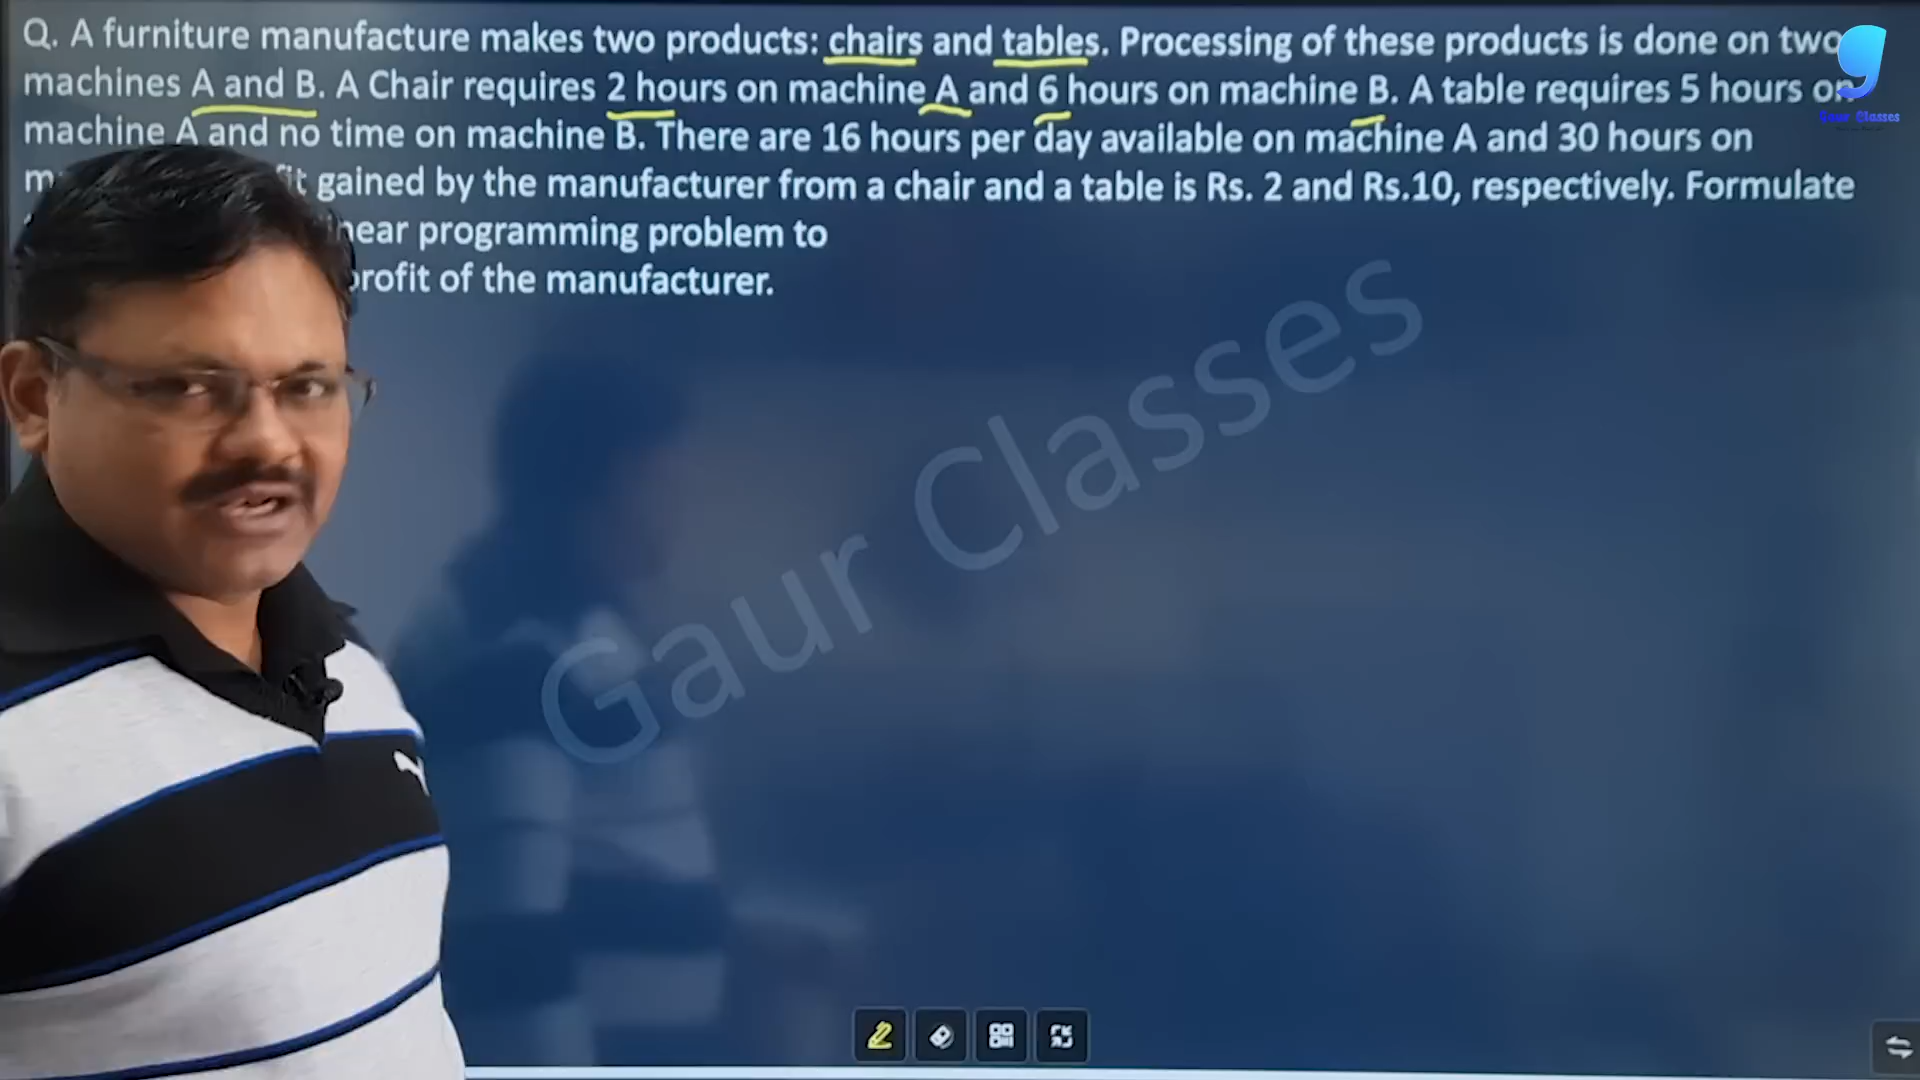 Q. A furniture manufacture makes two products: chairs and tables. Processing of these products is done on two
machines A and B. A Chair requires 2 hours on machine A and 6 hours on machine B. A table requires 5 hours on
machine A and no time on machine B. There are 16 hours per day available on machine A and 30 hours on
gained by the manufacturer from a chair and a table is Rs. 2 and Rs.10, respectively. Formulate
programming problem to
profit of the manufacturer.
Gaur Classes
Gaur Classes